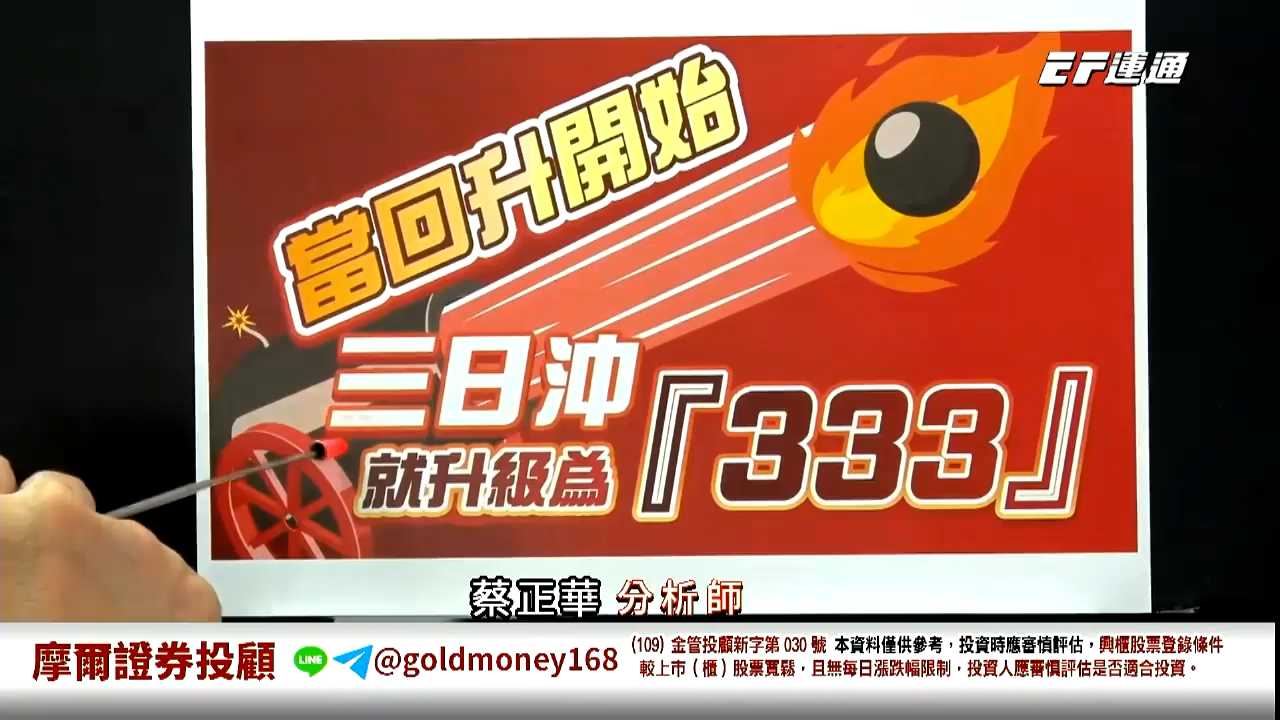 EF運通
當回升開始
三日沖
就升級為『333』
蔡正華 分析師
摩爾證券投顧
LINE @goldmoney168
(109) 金管投顧新字第 030 號 本資料僅供參考，投資時應審慎評估，興櫃股票登錄條件
較上市（櫃）股票寬鬆，且無每日漲跌幅限制，投資人應審慎評估是否適合投資。